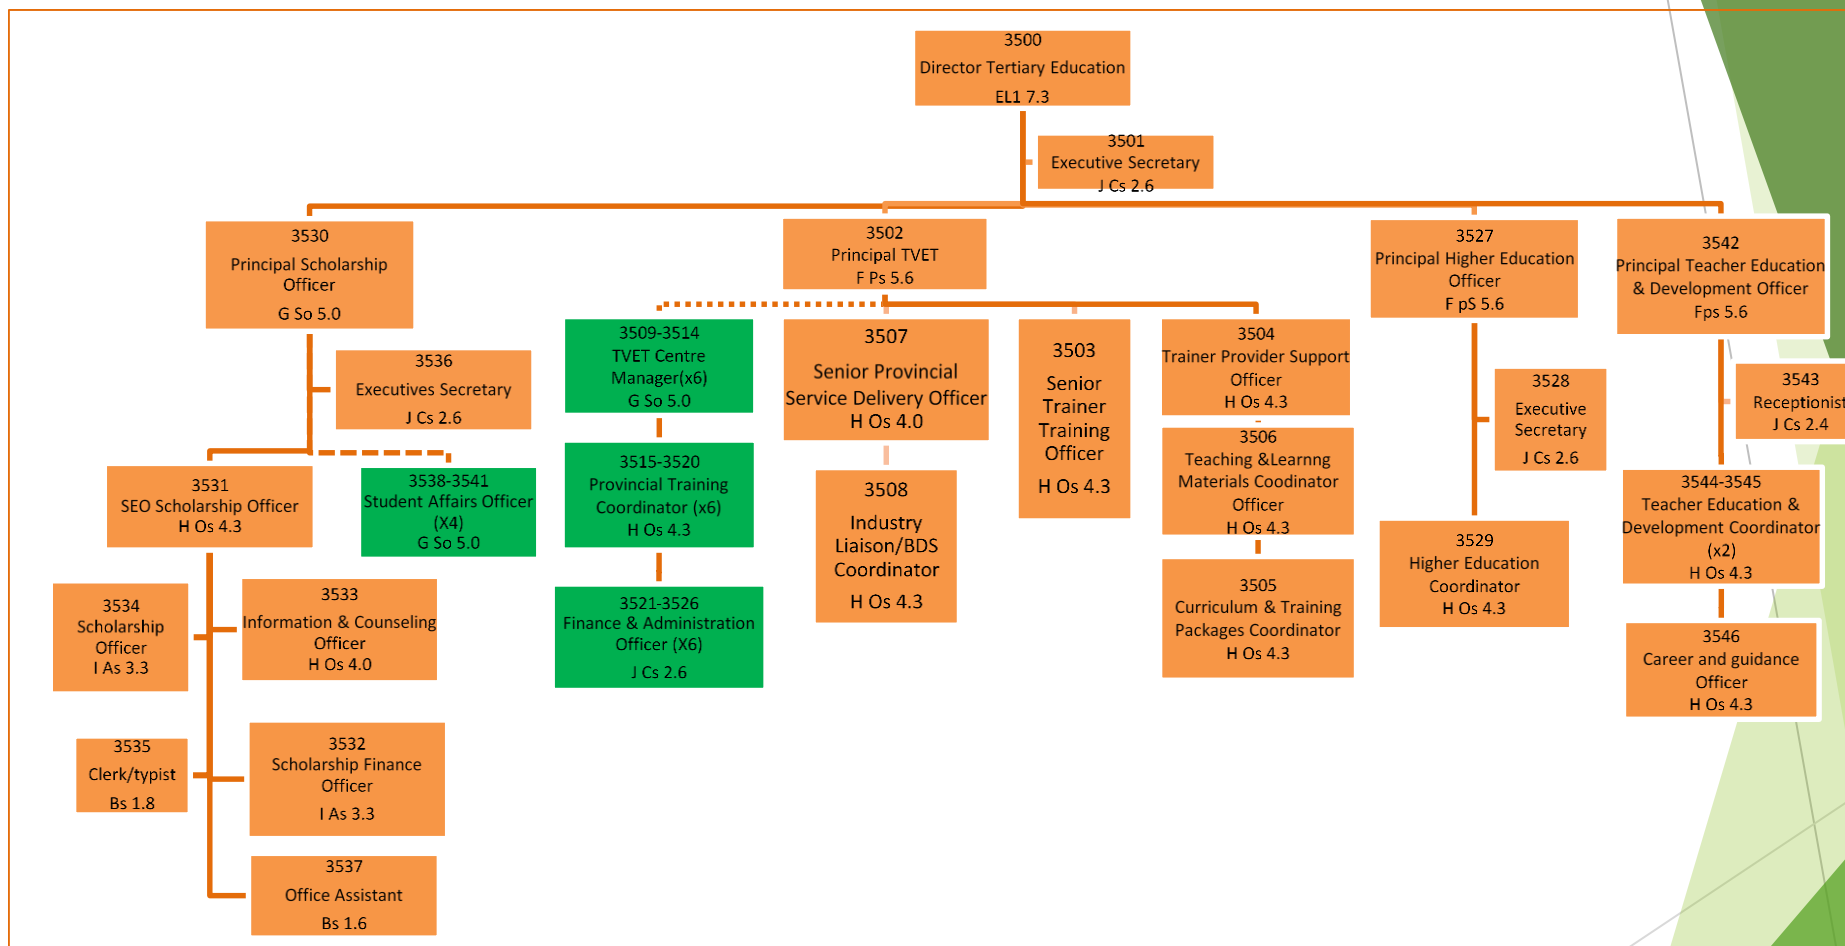 3500
Director Tertiary Education
EL1 7.3
3501
Executive Secretary
J Cs 2.6
3530
Principal Scholarship
Officer
G So 5.0
3502
Principal TVET
F Ps 5.6
3527
Principal Higher Education
Officer
F pS 5.6
3542
Principal Teacher Education
& Development Officer
Fps 5.6
3536
Executives Secretary
J Cs 2.6
3509-3514
TVET Centre
Manager(x6)
G So 5.0
3507
Senior Provincial
Service Delivery Officer
H Os 4.0
3503
Senior
Trainer
Training
Officer
H Os 4.3
3504
Trainer Provider Support
Officer
H Os 4.3
3528
Executive
Secretary
J Cs 2.6
3543
Receptionist
J Cs 2.4
3531
SEO Scholarship Officer
H Os 4.3
3538-3541
Student Affairs Officer
(X4)
G So 5.0
3515-3520
Provincial Training
Coordinator (x6)
H Os 4.3
3508
Industry
Liaison/BDS
Coordinator
H Os 4.3
3506
Teaching &Learnng
Materials Coodinator
Officer
H Os 4.3
3529
Higher Education
Coordinator
H Os 4.3
3544-3545
Teacher Education &
Development Coordinator
(x2)
H Os 4.3
3534
Scholarship
Officer
I As 3.3
3533
Information & Counseling
Officer
H Os 4.0
3521-3526
Finance & Administration
Officer (X6)
J Cs 2.6
3505
Curriculum & Training
Packages Coordinator
H Os 4.3
3546
Career and guidance
Officer
H Os 4.3
3535
Clerk/typist
Bs 1.8
3532
Scholarship Finance
Officer
I As 3.3
3537
Office Assistant
Bs 1.6